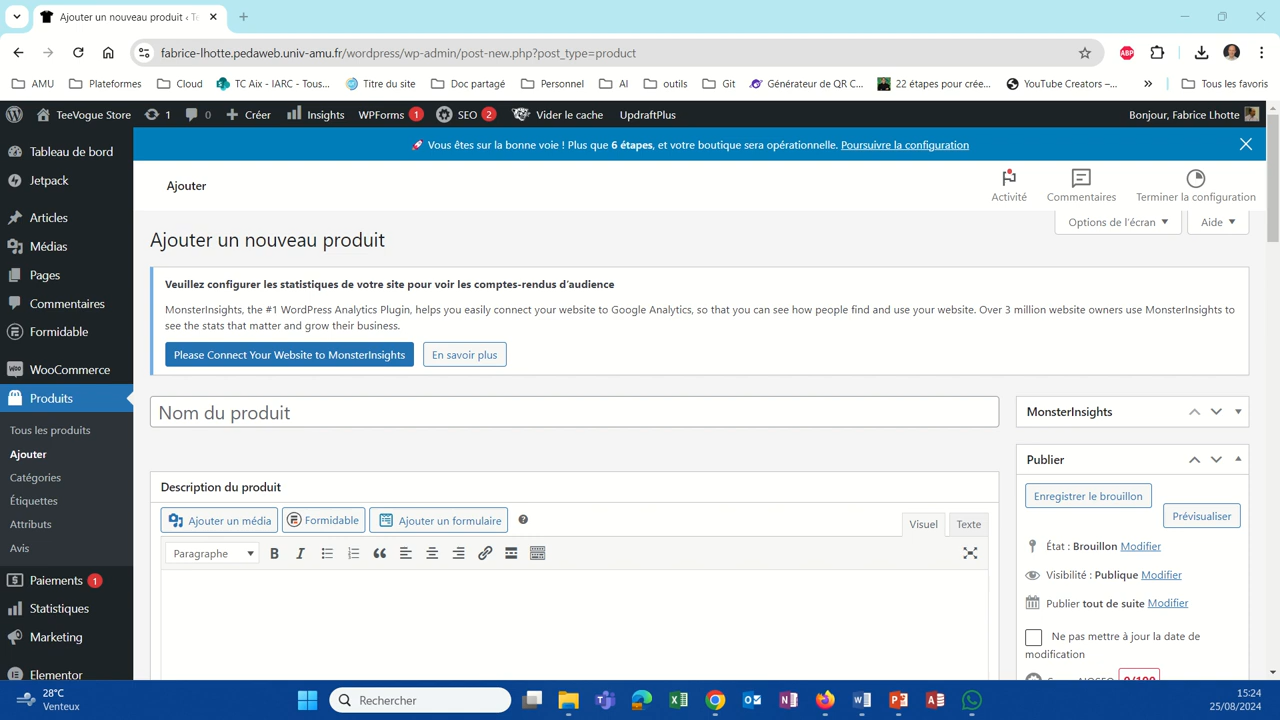 Ajouter un nouveau produit ‹ Te
fabrice-lhotte.pedaweb.univ-amu.fr/wordpress/wp-admin/post-new.php?post_type=product
ABP
AMU Plateformes Cloud TC Aix - IARC - Tous... Titre du site Doc partagé Personnel AI outils Git Générateur de QR C... 22 étapes pour crée... YouTube Creators –... » Tous les favoris
TeeVogue Store 1 0 Créer Insights WPForms 1 SEO 2 Vider le cache UpdraftPlus Bonjour, Fabrice Lhotte
Vous êtes sur la bonne voie ! Plus que 6 étapes, et votre boutique sera opérationnelle. Poursuivre la configuration
Tableau de bord
Jetpack
Articles
Médias
Pages
Commentaires
Formidable
WooCommerce
Produits
Tous les produits
Ajouter
Catégories
Étiquettes
Attributs
Avis
Paiements 1
Statistiques
Marketing
Elementor
Ajouter
Activité Commentaires Terminer la configuration
Options de l'écran Aide
Ajouter un nouveau produit
Veuillez configurer les statistiques de votre site pour voir les comptes-rendus d'audience
MonsterInsights, the #1 WordPress Analytics Plugin, helps you easily connect your website to Google Analytics, so that you can see how people find and use your website. Over 3 million website owners use MonsterInsights to
see the stats that matter and grow their business.
Please Connect Your Website to MonsterInsights En savoir plus
Nom du produit
Description du produit
Ajouter un média Formidable Ajouter un formulaire
Visuel Texte
Paragraphe B I
MonsterInsights
Publier
Enregistrer le brouillon
Prévisualiser
État : Brouillon Modifier
Visibilité : Publique Modifier
Publier tout de suite Modifier
Ne pas mettre à jour la date de
modification
28°C
Venteux
Rechercher
15:24
25/08/2024